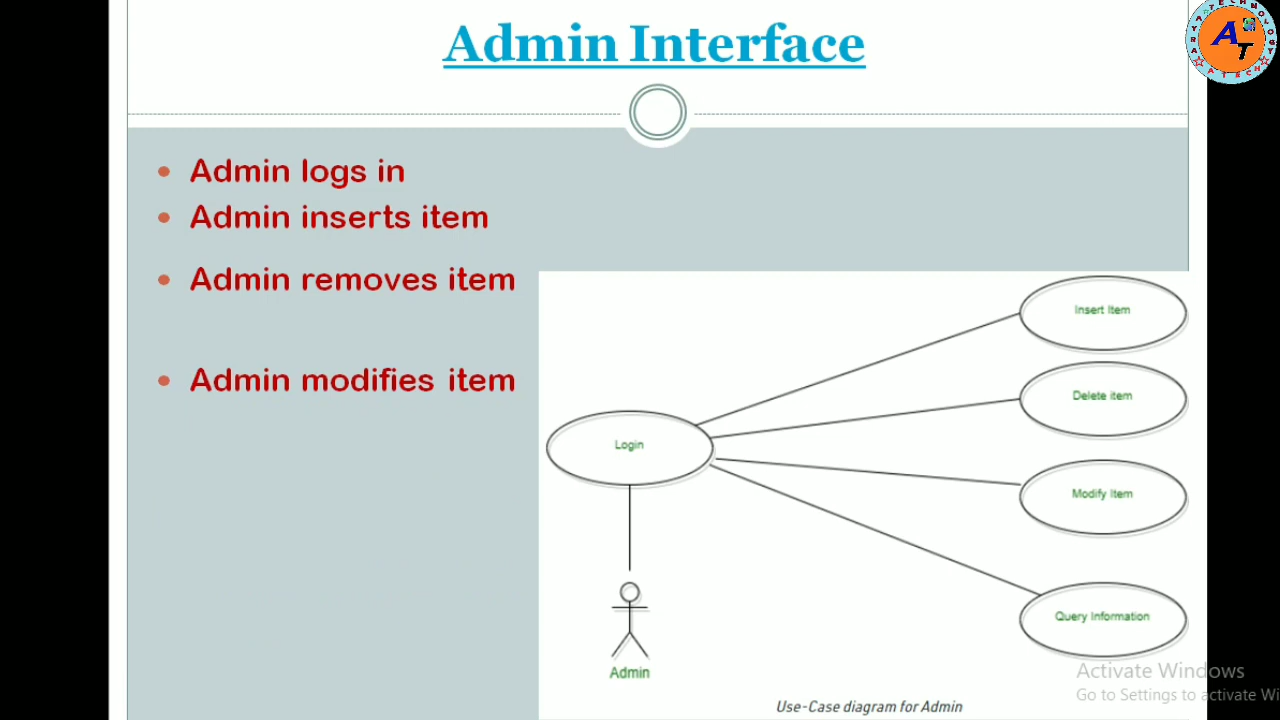 Admin Interface
Admin logs in
Admin inserts item
Admin removes item
Admin modifies item
Insert Item
Delete item
Login
Modify Item
Query Information
Admin
Use-Case diagram for Admin
Activate Windows
Go to Settings to activate Wi
AT